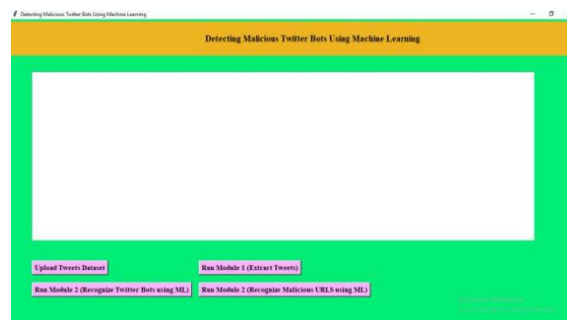 Detecting Malicious Twitter Bots Using Machine Learning
Detecting Malicious Twitter Bots Using Machine Learning
Upload Tweets Dataset
Run Module 1 (Extract Tweets)
Run Module 2 (Recognize Twitter Bots using ML)
Run Module 2 (Recognize Malicious URLS using ML)